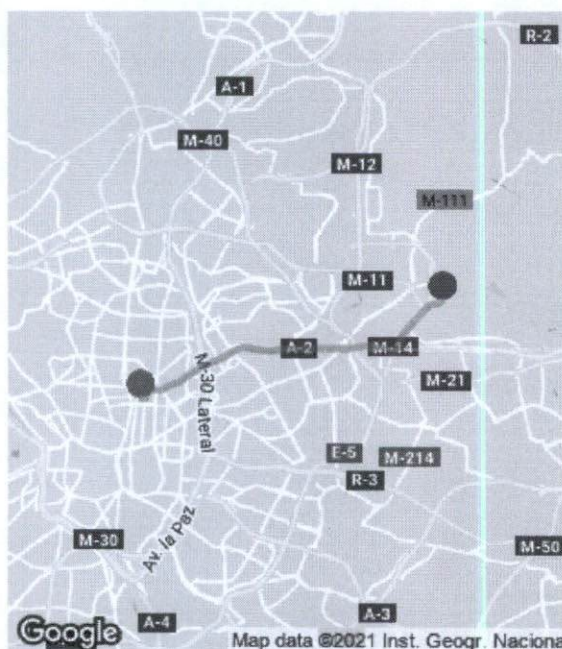 R-2
A-1
M-40
M-12
M-111
M-11
A-2
M-14
M-21
M-30 Lateral
E-5
M-214
R-3
Av. la Paz
M-30
M-50
A-4
A-3
Google
Map data ©2021 Inst. Geogr. Naciona